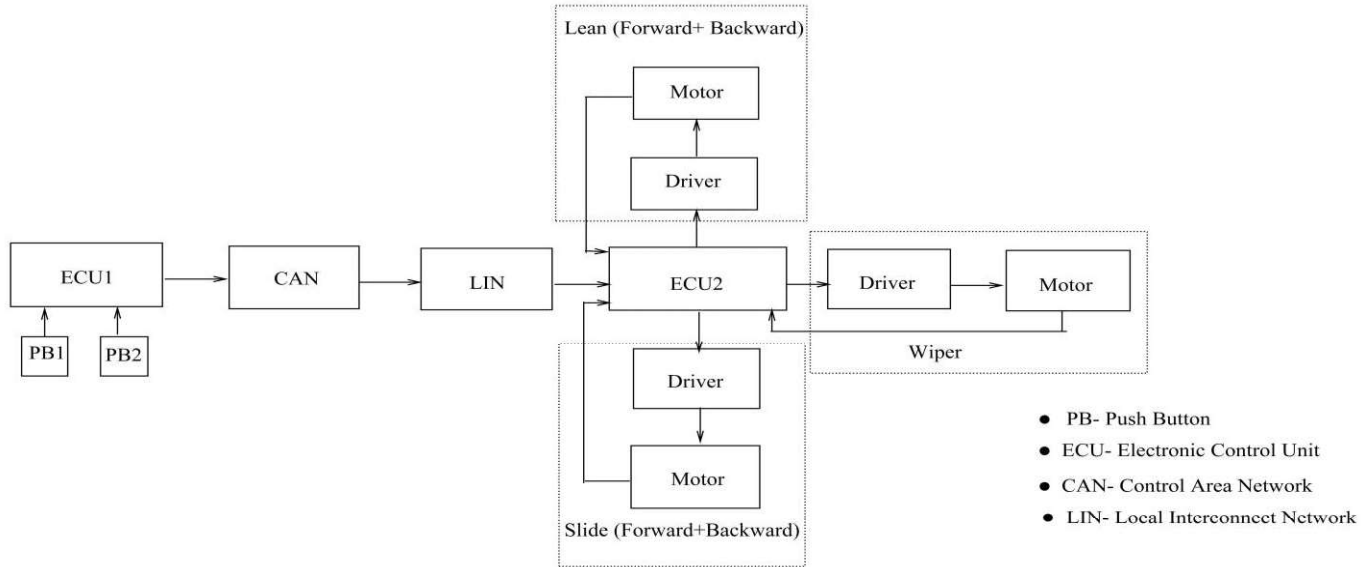 Lean (Forward+ Backward)
Motor
Driver
ECU1
CAN
LIN
ECU2
Driver
Motor
PB1
PB2
Wiper
Driver
Motor
Slide (Forward+Backward)
PB- Push Button
ECU- Electronic Control Unit
CAN- Control Area Network
LIN- Local Interconnect Network